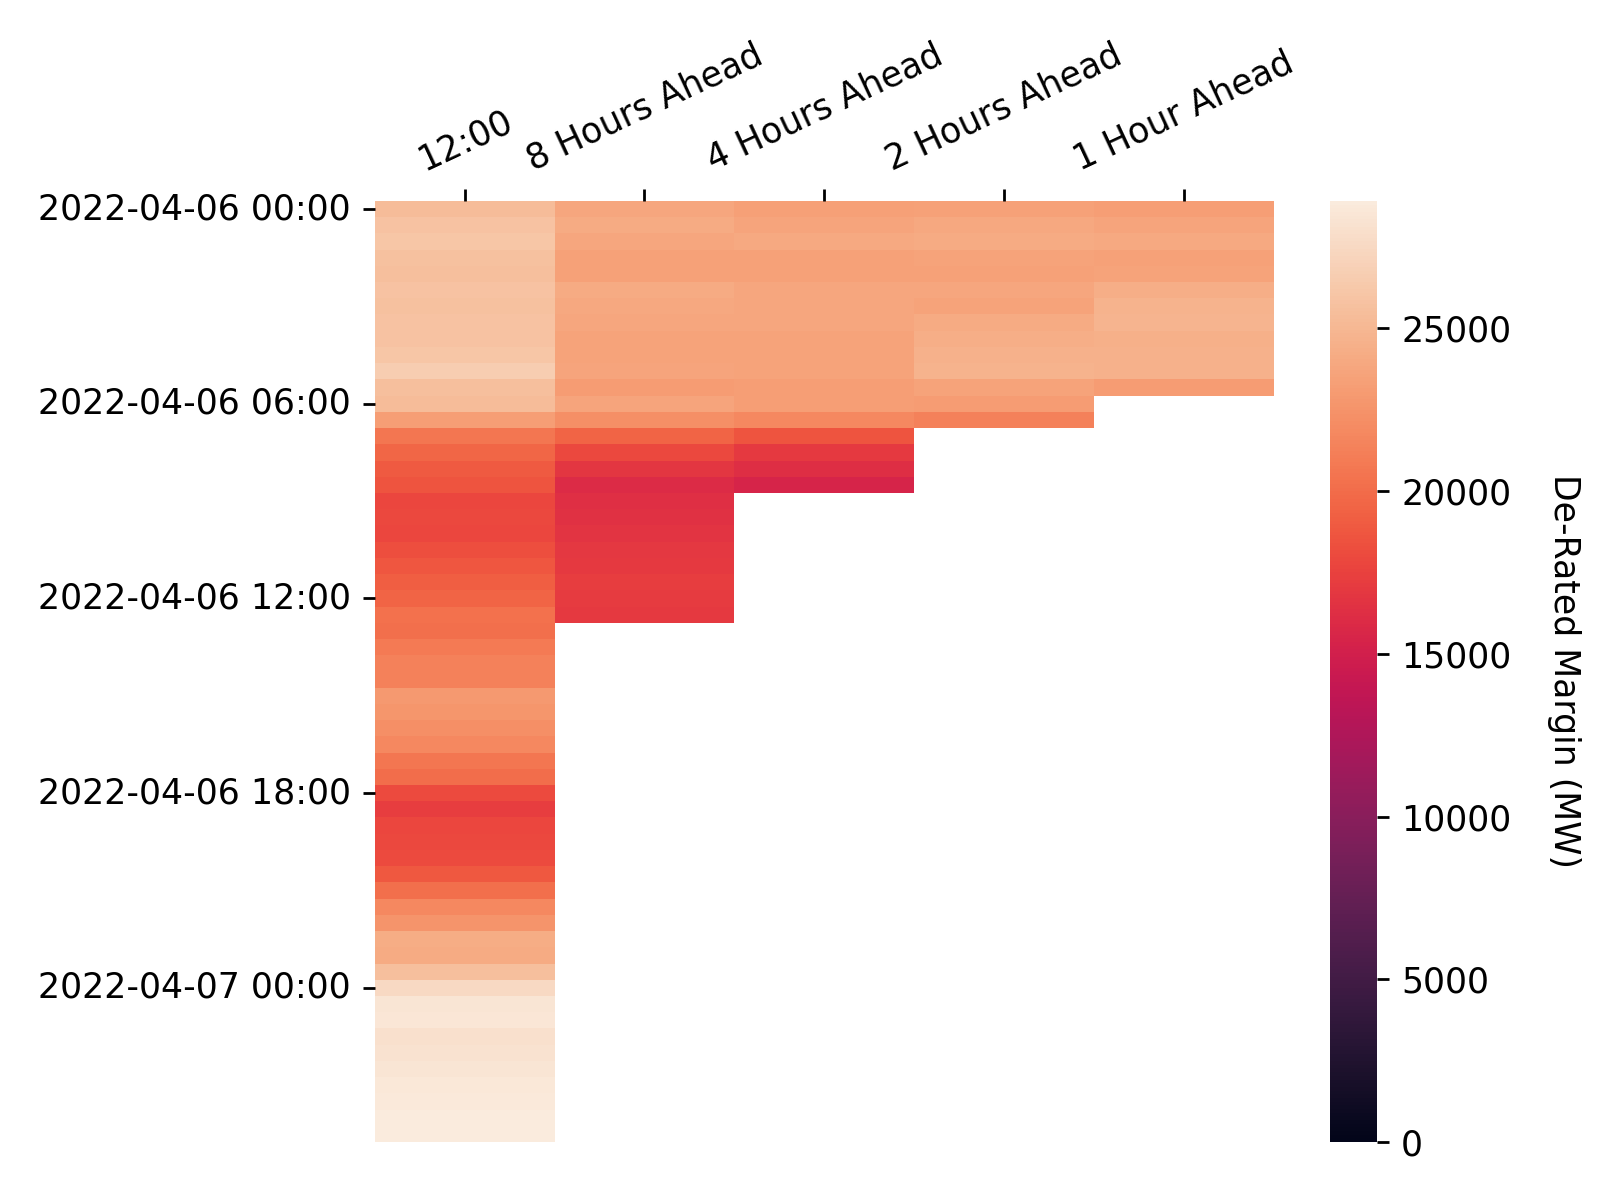 12:00
8 Hours Ahead
4 Hours Ahead
2 Hours Ahead
1 Hour Ahead
2022-04-06 00:00
2022-04-06 06:00
2022-04-06 12:00
2022-04-06 18:00
2022-04-07 00:00
25000
20000
15000
10000
5000
0
De-Rated Margin (MW)